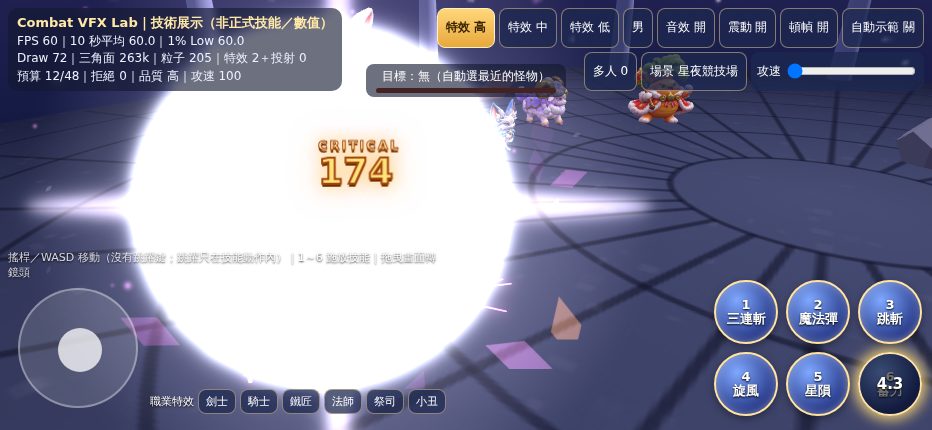 Combat VFX Lab｜技術展示（非正式技能／數值）
FPS 60｜10 秒平均 60.0｜1% Low 60.0
Draw 72｜三角面 263k｜粒子 205｜特效 2＋投射 0
預算 12/48｜拒絕 0｜品質 高｜攻速 100
特效 高
特效 中
特效 低
男
音效 開
震動 開
頓幀 開
自動示範 關
目標：無（自動選最近的怪物）
多人 0
場景 星夜競技場
攻速
CRITICAL
174
搖桿／WASD 移動（沒有跳躍鍵；跳躍只在技能動作內）｜1～6 施放技能｜拖曳畫面轉
鏡頭
1
三連斬
2
魔法彈
3
跳斬
4
旋風
5
星隕
6
4.3
蓄力
職業特效
劍士
騎士
鐵匠
法師
祭司
小丑